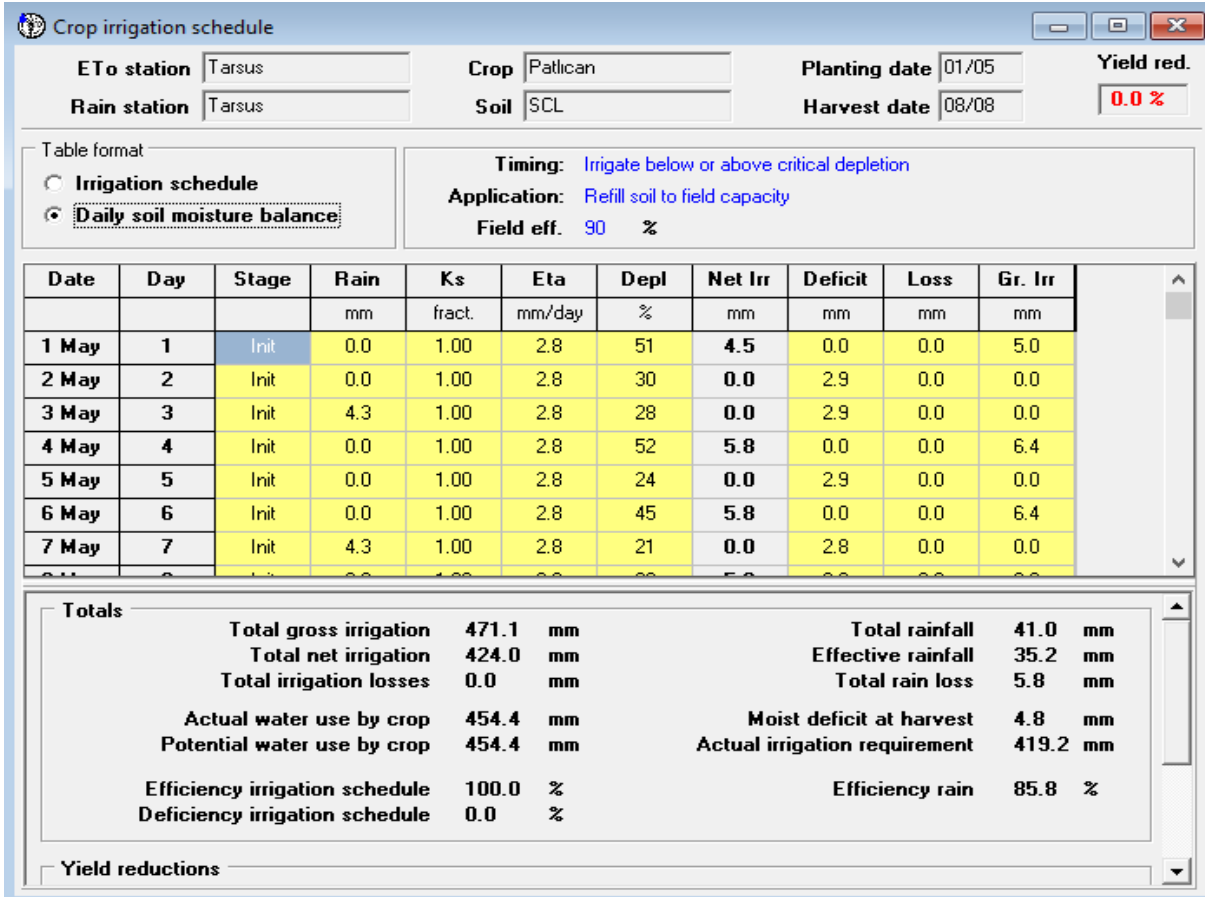 Crop irrigation schedule
ETo station Tarsus Crop Patlıcan Planting date 01/05 Yield red.
Rain station Tarsus Soil SCL Harvest date 08/08 0.0 %
Table format
Irrigation schedule
Daily soil moisture balance
Timing: Irrigate below or above critical depletion
Application: Refill soil to field capacity
Field eff. 90 %
Date Day Stage Rain Ks Eta Depl Net Irr Deficit Loss Gr. Irr
mm fract. mm/day % mm mm mm mm
1 May 1 Init 0.0 1.00 2.8 51 4.5 0.0 0.0 5.0
2 May 2 Init 0.0 1.00 2.8 30 0.0 2.9 0.0 0.0
3 May 3 Init 4.3 1.00 2.8 28 0.0 2.9 0.0 0.0
4 May 4 Init 0.0 1.00 2.8 52 5.8 0.0 0.0 6.4
5 May 5 Init 0.0 1.00 2.8 24 0.0 2.9 0.0 0.0
6 May 6 Init 0.0 1.00 2.8 45 5.8 0.0 0.0 6.4
7 May 7 Init 4.3 1.00 2.8 21 0.0 2.8 0.0 0.0
Totals
Total gross irrigation 471.1 mm Total rainfall 41.0 mm
Total net irrigation 424.0 mm Effective rainfall 35.2 mm
Total irrigation losses 0.0 mm Total rain loss 5.8 mm
Actual water use by crop 454.4 mm Moist deficit at harvest 4.8 mm
Potential water use by crop 454.4 mm Actual irrigation requirement 419.2 mm
Efficiency irrigation schedule 100.0 % Efficiency rain 85.8 %
Deficiency irrigation schedule 0.0 %
Yield reductions